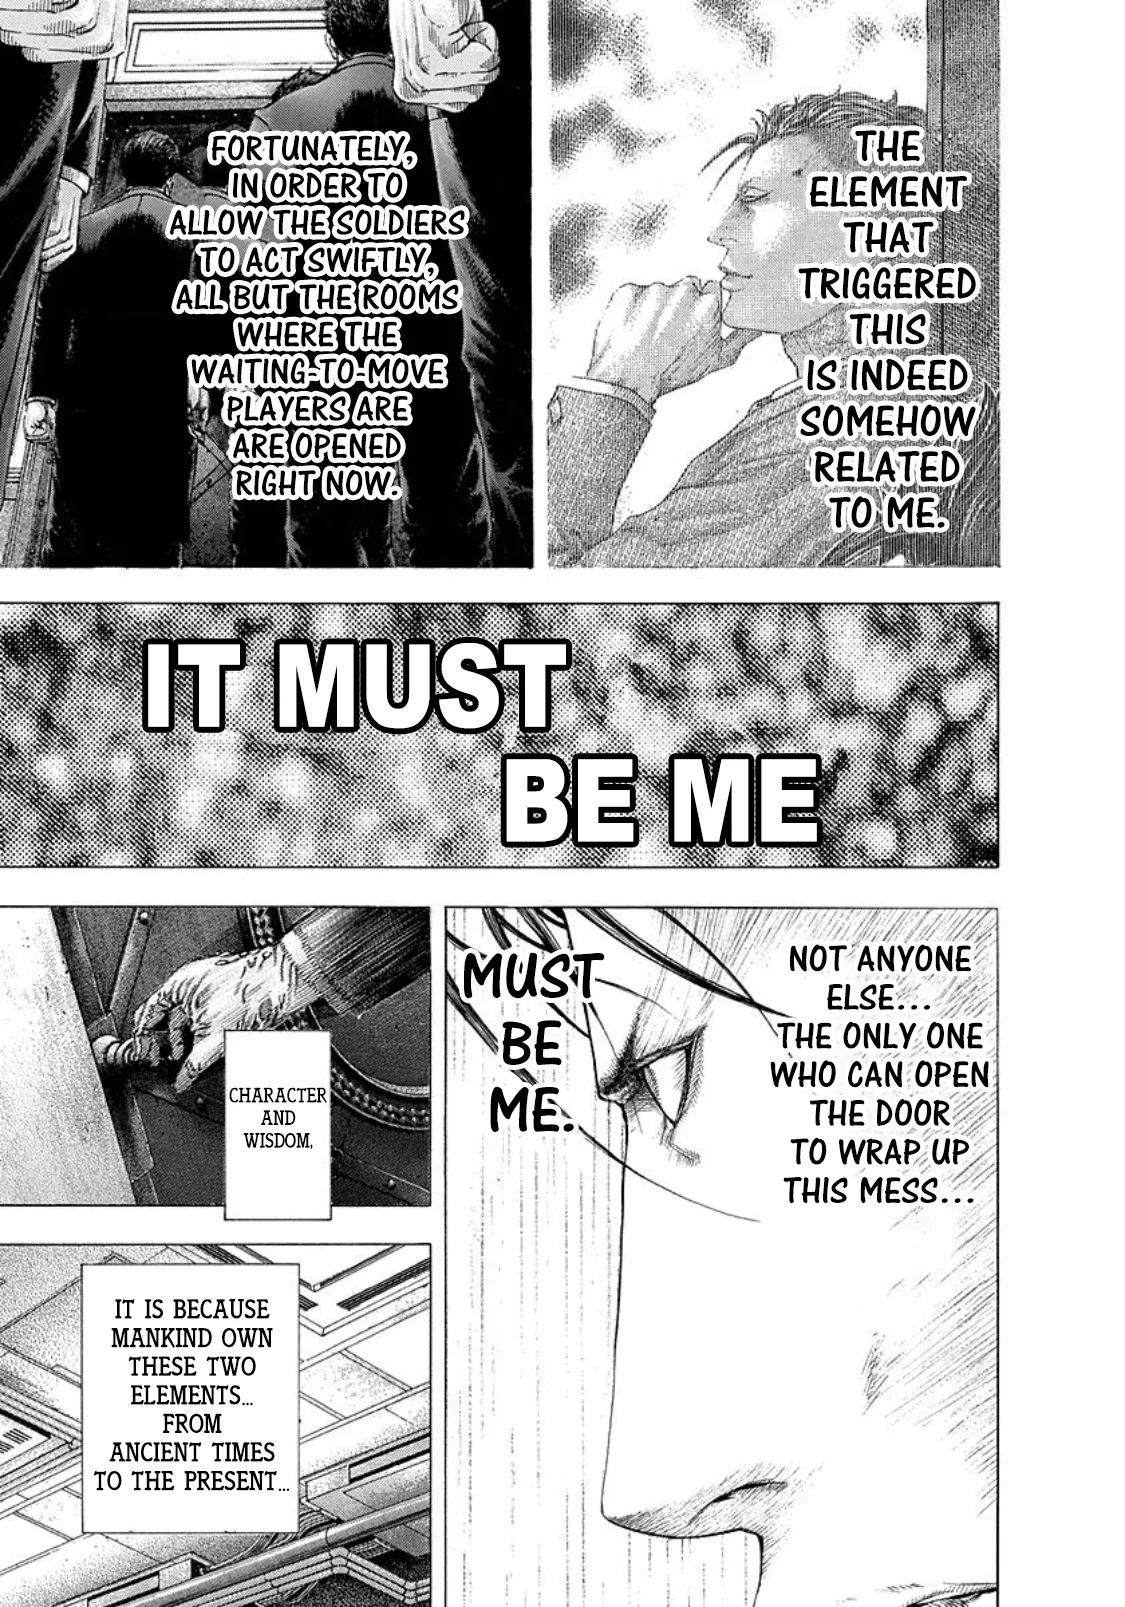 THE
ELEMENT
THAT
TRIGGERED
THIS
IS INDEED
SOMEHOW
RELATED
TO ME.
FORTUNATELY,
IN ORDER TO
ALLOW THE SOLDIERS
TO ACT SWIFTLY,
ALL BUT THE ROOMS
WHERE THE
WAITING-TO-MOVE
PLAYERS ARE
ARE OPENED
RIGHT NOW.
IT MUST
BE ME
NOT ANYONE
ELSE...
THE ONLY ONE
WHO CAN OPEN
THE DOOR
TO WRAP UP
THIS MESS...
MUST
BE
ME.
CHARACTER
AND
WISDOM,
IT IS BECAUSE
MANKIND OWN
THESE TWO
ELEMENTS...
FROM
ANCIENT TIMES
TO THE PRESENT...